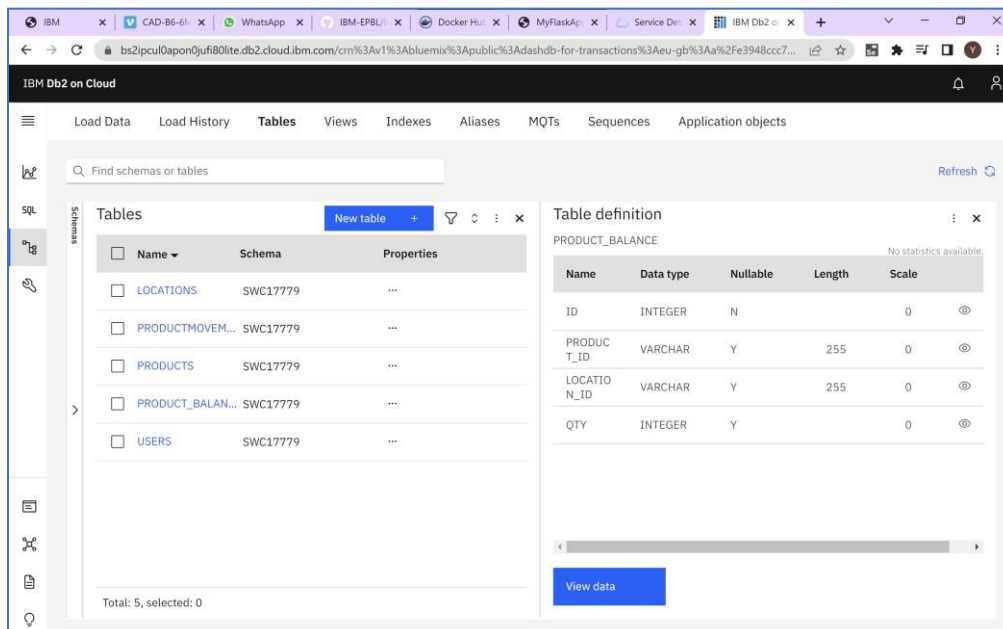 IBM CAD-B6-6M WhatsApp IBM-EPBL/I Docker Hu MyFlaskAp Service Det IBM Db2 or
bs2ipcul0apon0jufi80lite.db2.cloud.ibm.com/crn%3Av1%3Abluemix%3Apublic%3Adashdb-for-transactions%3Aeu-gb%3Aa%2Fe3948ccc7... Y
IBM Db2 on Cloud
Load Data Load History Tables Views Indexes Aliases MQTs Sequences Application objects
Find schemas or tables Refresh
SQL
Schemas
Tables New table +
Name Schema Properties
LOCATIONS SWC17779 ...
PRODUCTMOVEM... SWC17779 ...
PRODUCTS SWC17779 ...
PRODUCT_BALAN... SWC17779 ...
USERS SWC17779 ...
Total: 5, selected: 0
Table definition
PRODUCT_BALANCE
No statistics available.
Name Data type Nullable Length Scale
ID INTEGER N 0
PRODUC
T_ID VARCHAR Y 255 0
LOCATIO
N_ID VARCHAR Y 255 0
QTY INTEGER Y 0
View data